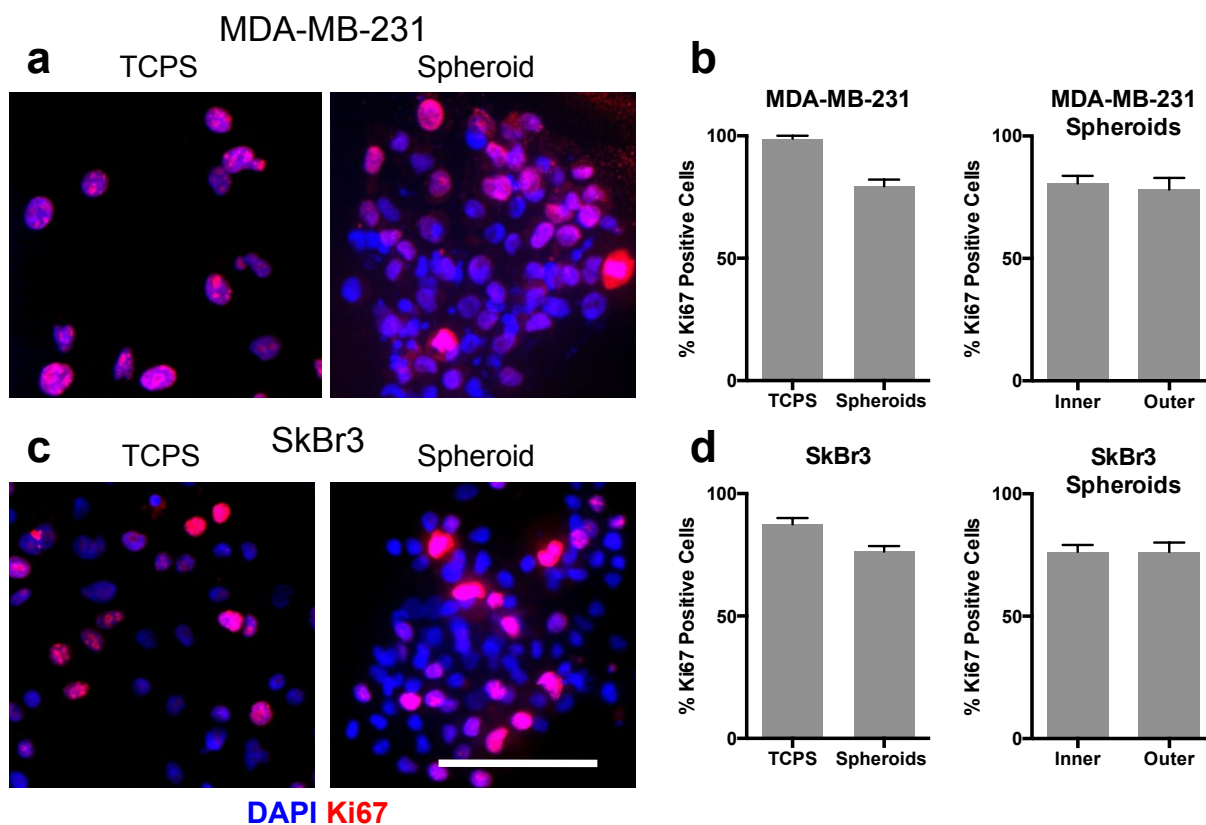 MDA-MB-231
a
TCPS
Spheroid
b
MDA-MB-231
% Ki67 Positive Cells
100
50
0
TCPS
Spheroids
MDA-MB-231
Spheroids
% Ki67 Positive Cells
100
50
0
Inner
Outer
c
SkBr3
TCPS
Spheroid
DAPI Ki67
d
SkBr3
% Ki67 Positive Cells
100
50
0
TCPS
Spheroids
SkBr3
Spheroids
% Ki67 Positive Cells
100
50
0
Inner
Outer